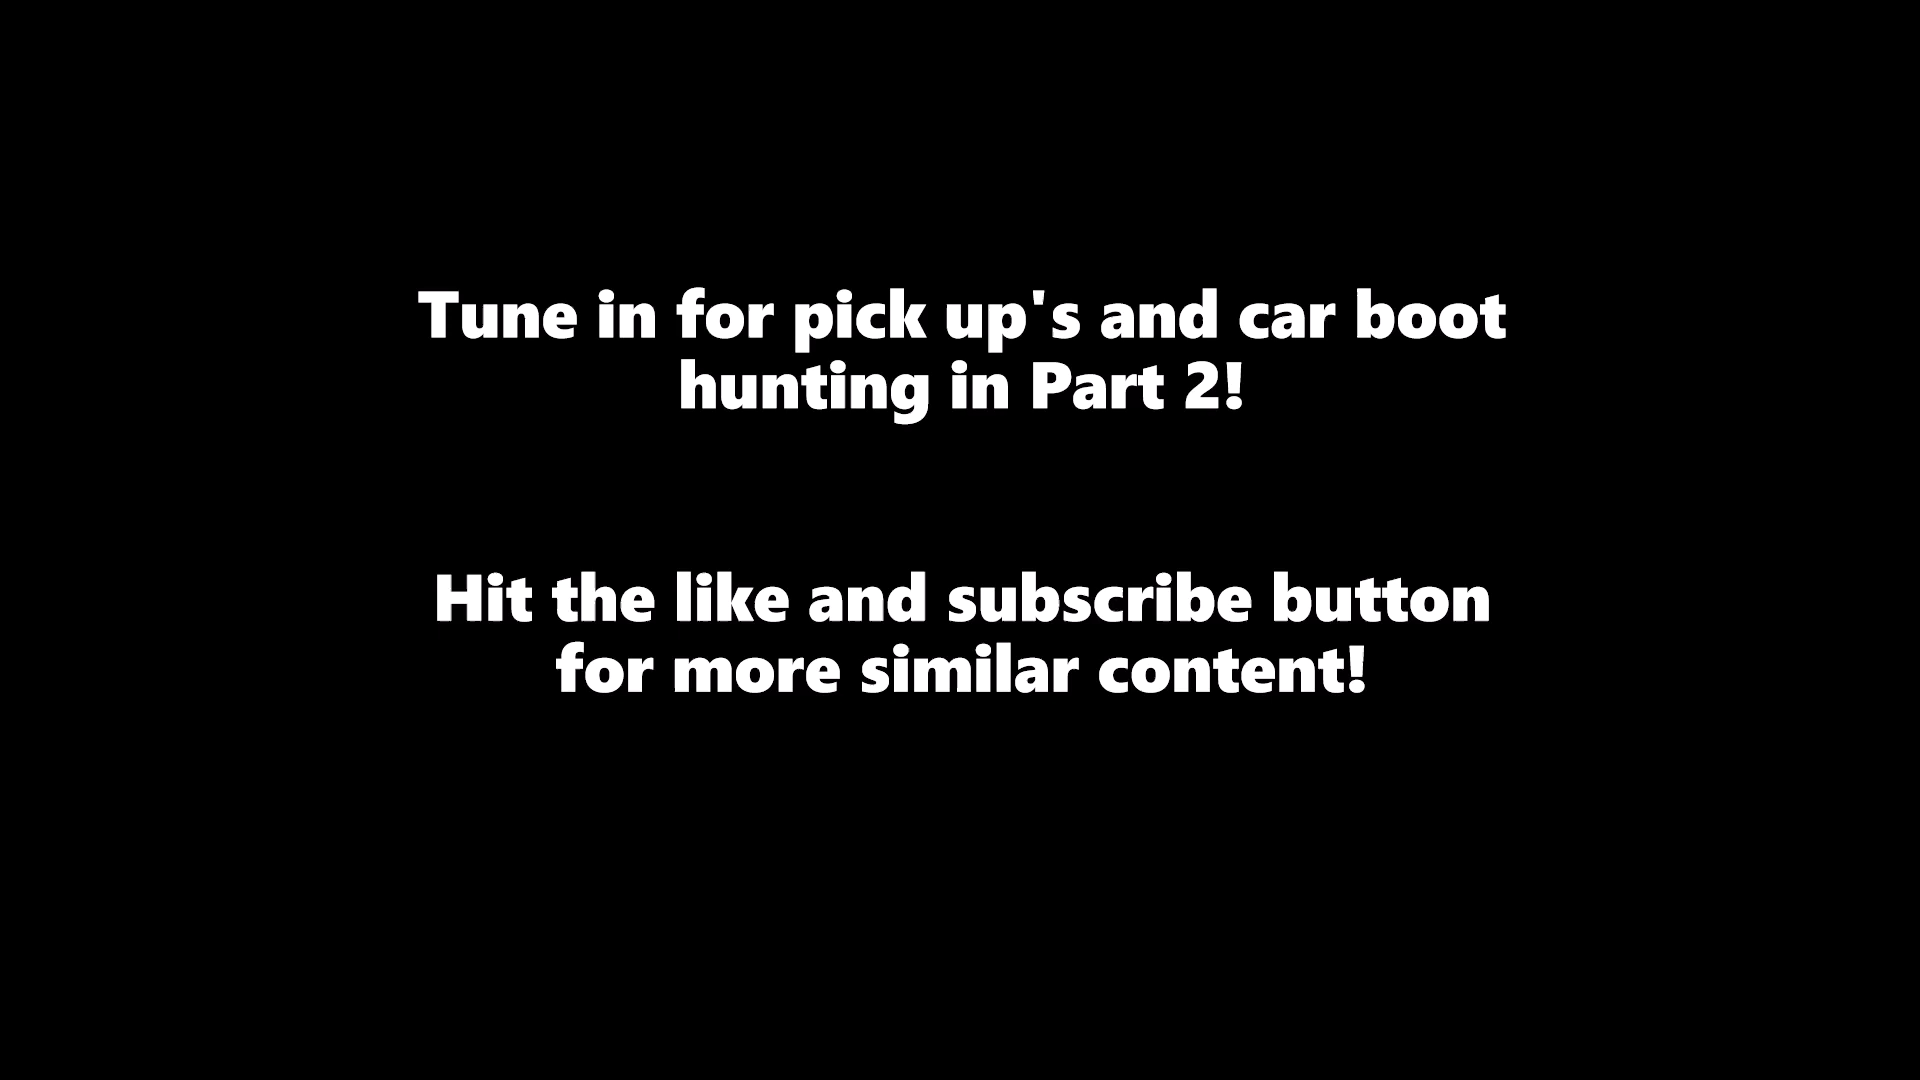 Tune in for pick up's and car boot
hunting in Part 2!
Hit the like and subscribe button
for more similar content!